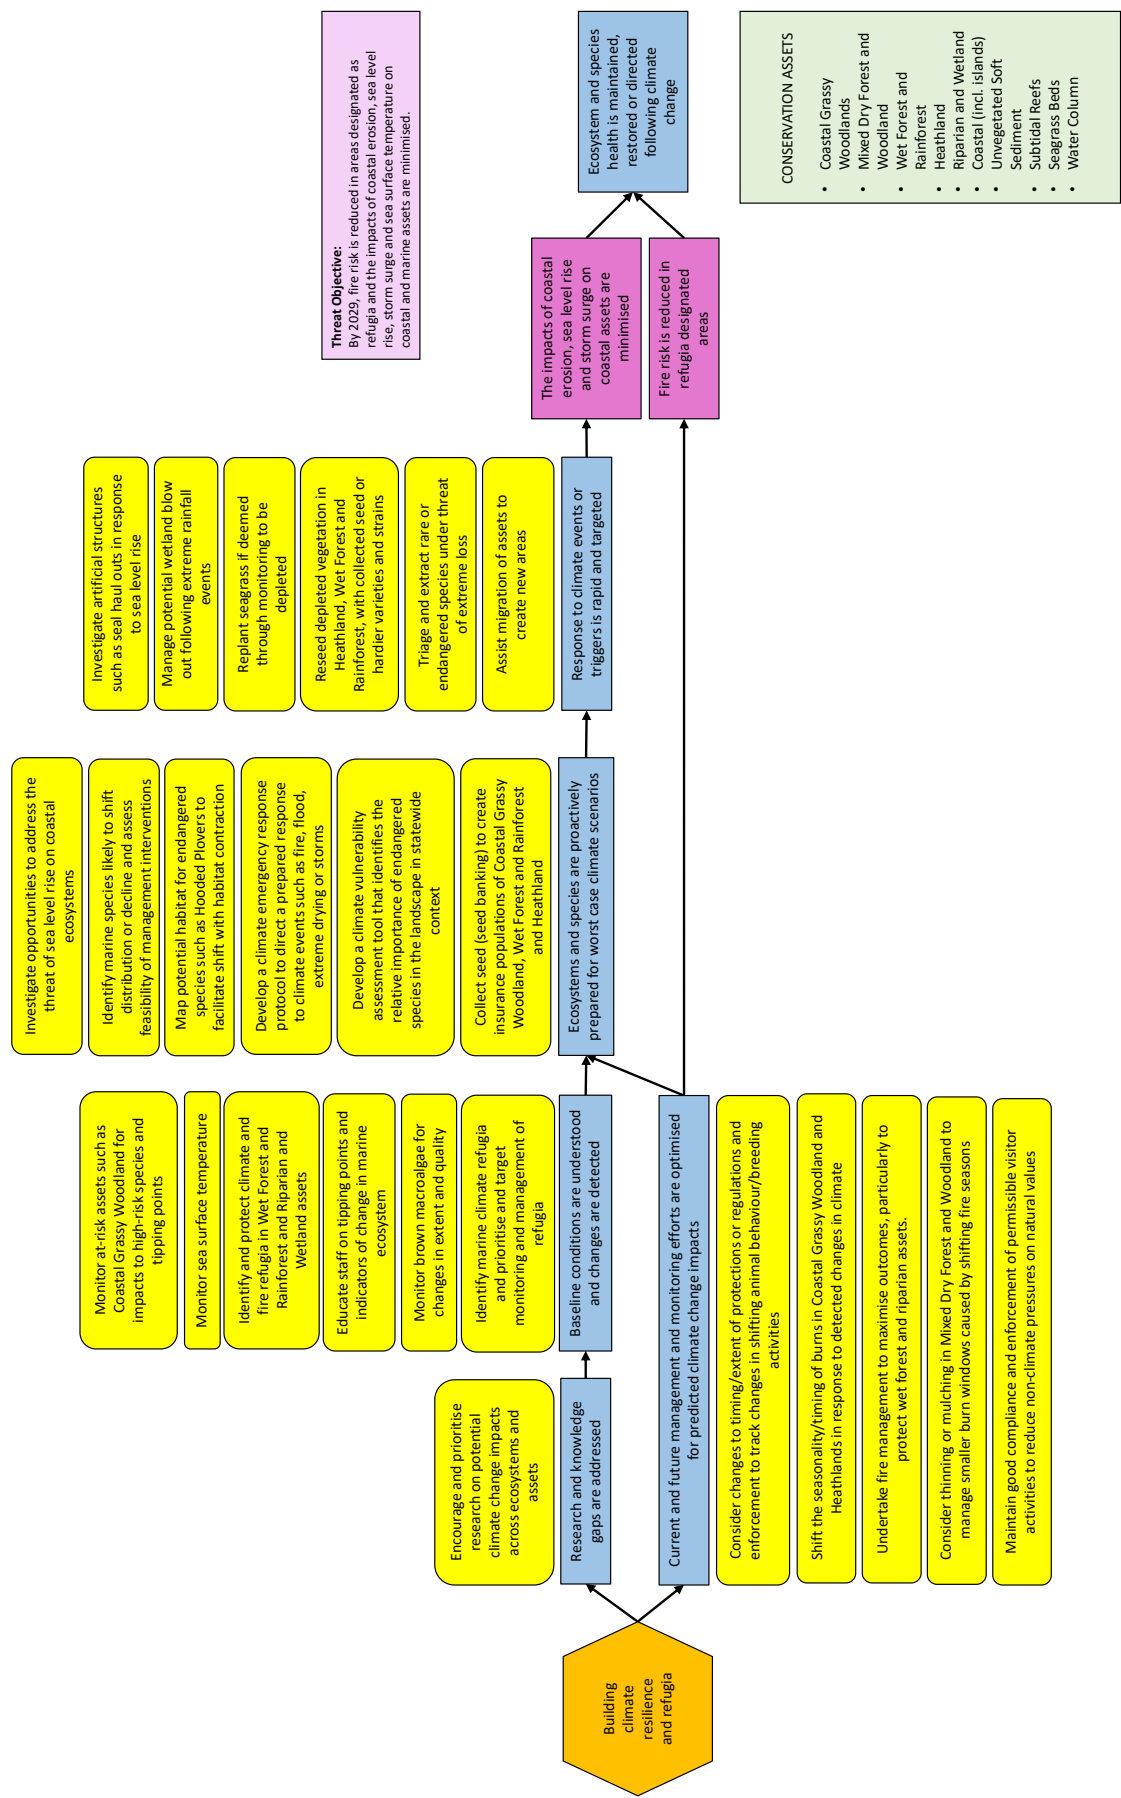 Building
climate
resilience
and refugia
Encourage and prioritise
research on potential
climate change impacts
across ecosystems and
assets
Research and knowledge
gaps are addressed
Monitor at-risk assets such as
Coastal Grassy Woodland for
impacts to high-risk species and
tipping points
Monitor sea surface temperature
Identify and protect climate and
fire refugia in Wet Forest and
Rainforest and Riparian and
Wetland assets
Educate staff on tipping points and
indicators of change in marine
ecosystem
Monitor brown macroalgae for
changes in extent and quality
Identify marine climate refugia
and prioritise and target
monitoring and management of
refugia
Baseline conditions are understood
and changes are detected
Current and future management and monitoring efforts are optimised
for predicted climate change impacts
Consider changes to timing/extent of protections or regulations and
enforcement to track changes in shifting animal behaviour/breeding
activities
Shift the seasonality/timing of burns in Coastal Grassy Woodland and
Heathlands in response to detected changes in climate
Undertake fire management to maximise outcomes, particularly to
protect wet forest and riparian assets.
Consider thinning or mulching in Mixed Dry Forest and Woodland to
manage smaller burn windows caused by shifting fire seasons
Maintain good compliance and enforcement of permissible visitor
activities to reduce non-climate pressures on natural values
Investigate opportunities to address the
threat of sea level rise on coastal
ecosystems
Identify marine species likely to shift
distribution or decline and assess
feasibility of management interventions
Map potential habitat for endangered
species such as Hooded Plovers to
facilitate shift with habitat contraction
Develop a climate emergency response
protocol to direct a prepared response
to climate events such as fire, flood,
extreme drying or storms
Develop a climate vulnerability
assessment tool that identifies the
relative importance of endangered
species in the landscape in statewide
context
Collect seed (seed banking) to create
insurance populations of Coastal Grassy
Woodland, Wet Forest and Rainforest
and Heathland
Ecosystems and species are proactively
prepared for worst case climate scenarios
Investigate artificial structures
such as seal haul outs in response
to sea level rise
Manage potential wetland blow
out following extreme rainfall
events
Replant seagrass if deemed
through monitoring to be
depleted
Reseed depleted vegetation in
Heathland, Wet Forest and
Rainforest, with collected seed or
hardier varieties and strains
Triage and extract rare or
endangered species under threat
of extreme loss
Assist migration of assets to
create new areas
Response to climate events or
triggers is rapid and targeted
The impacts of coastal
erosion, sea level rise
and storm surge on
coastal assets are
minimised
Fire risk is reduced in
refugia designated
areas
Threat Objective:
By 2029, fire risk is reduced in areas designated as
refugia and the impacts of coastal erosion, sea level
rise, storm surge and sea surface temperature on
coastal and marine assets are minimised.
Ecosystem and species
health is maintained,
restored or directed
following climate
change
CONSERVATION ASSETS
• Coastal Grassy
Woodlands
• Mixed Dry Forest and
Woodland
• Wet Forest and
Rainforest
• Heathland
• Riparian and Wetland
• Coastal (incl. islands)
• Unvegetated Soft
Sediment
• Subtidal Reefs
• Seagrass Beds
• Water Column